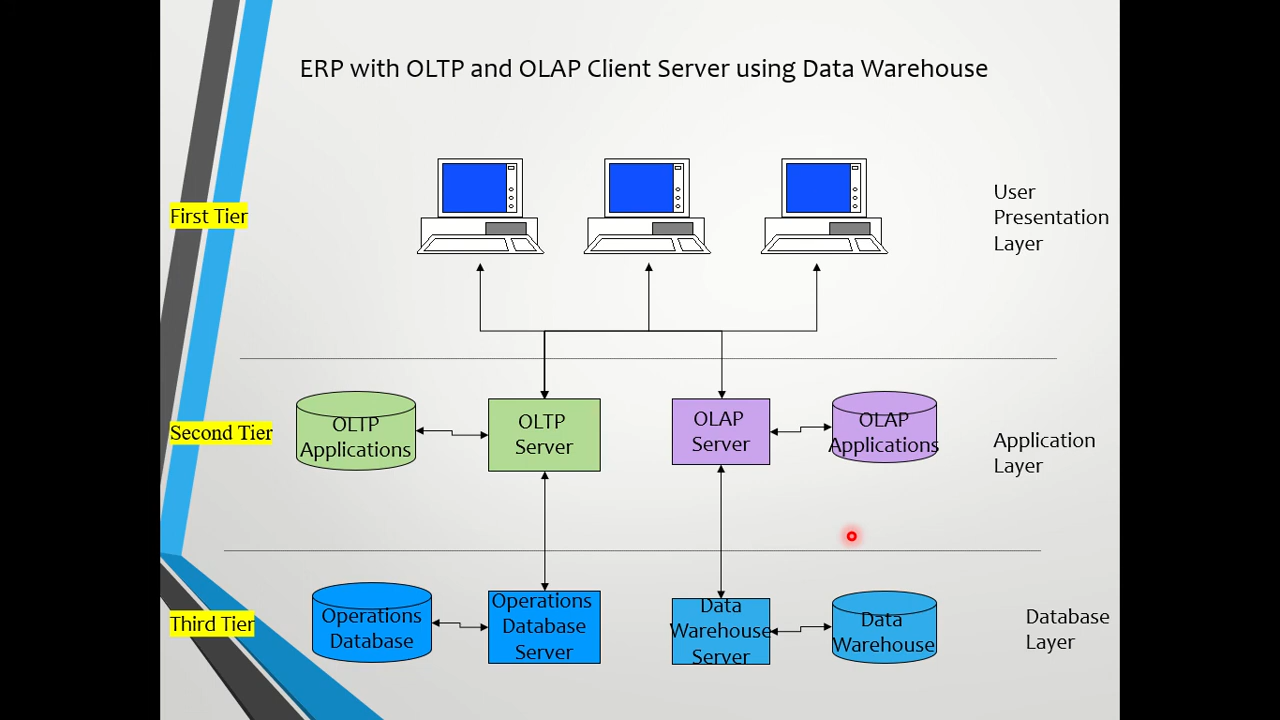 ERP with OLTP and OLAP Client Server using Data Warehouse
First Tier
User
Presentation
Layer
Second Tier
OLTP
Applications
OLTP
Server
OLAP
Server
OLAP
Applications
Application
Layer
Third Tier
Operations
Database
Operations
Database
Server
Data
Warehouse
Server
Data
Warehouse
Database
Layer